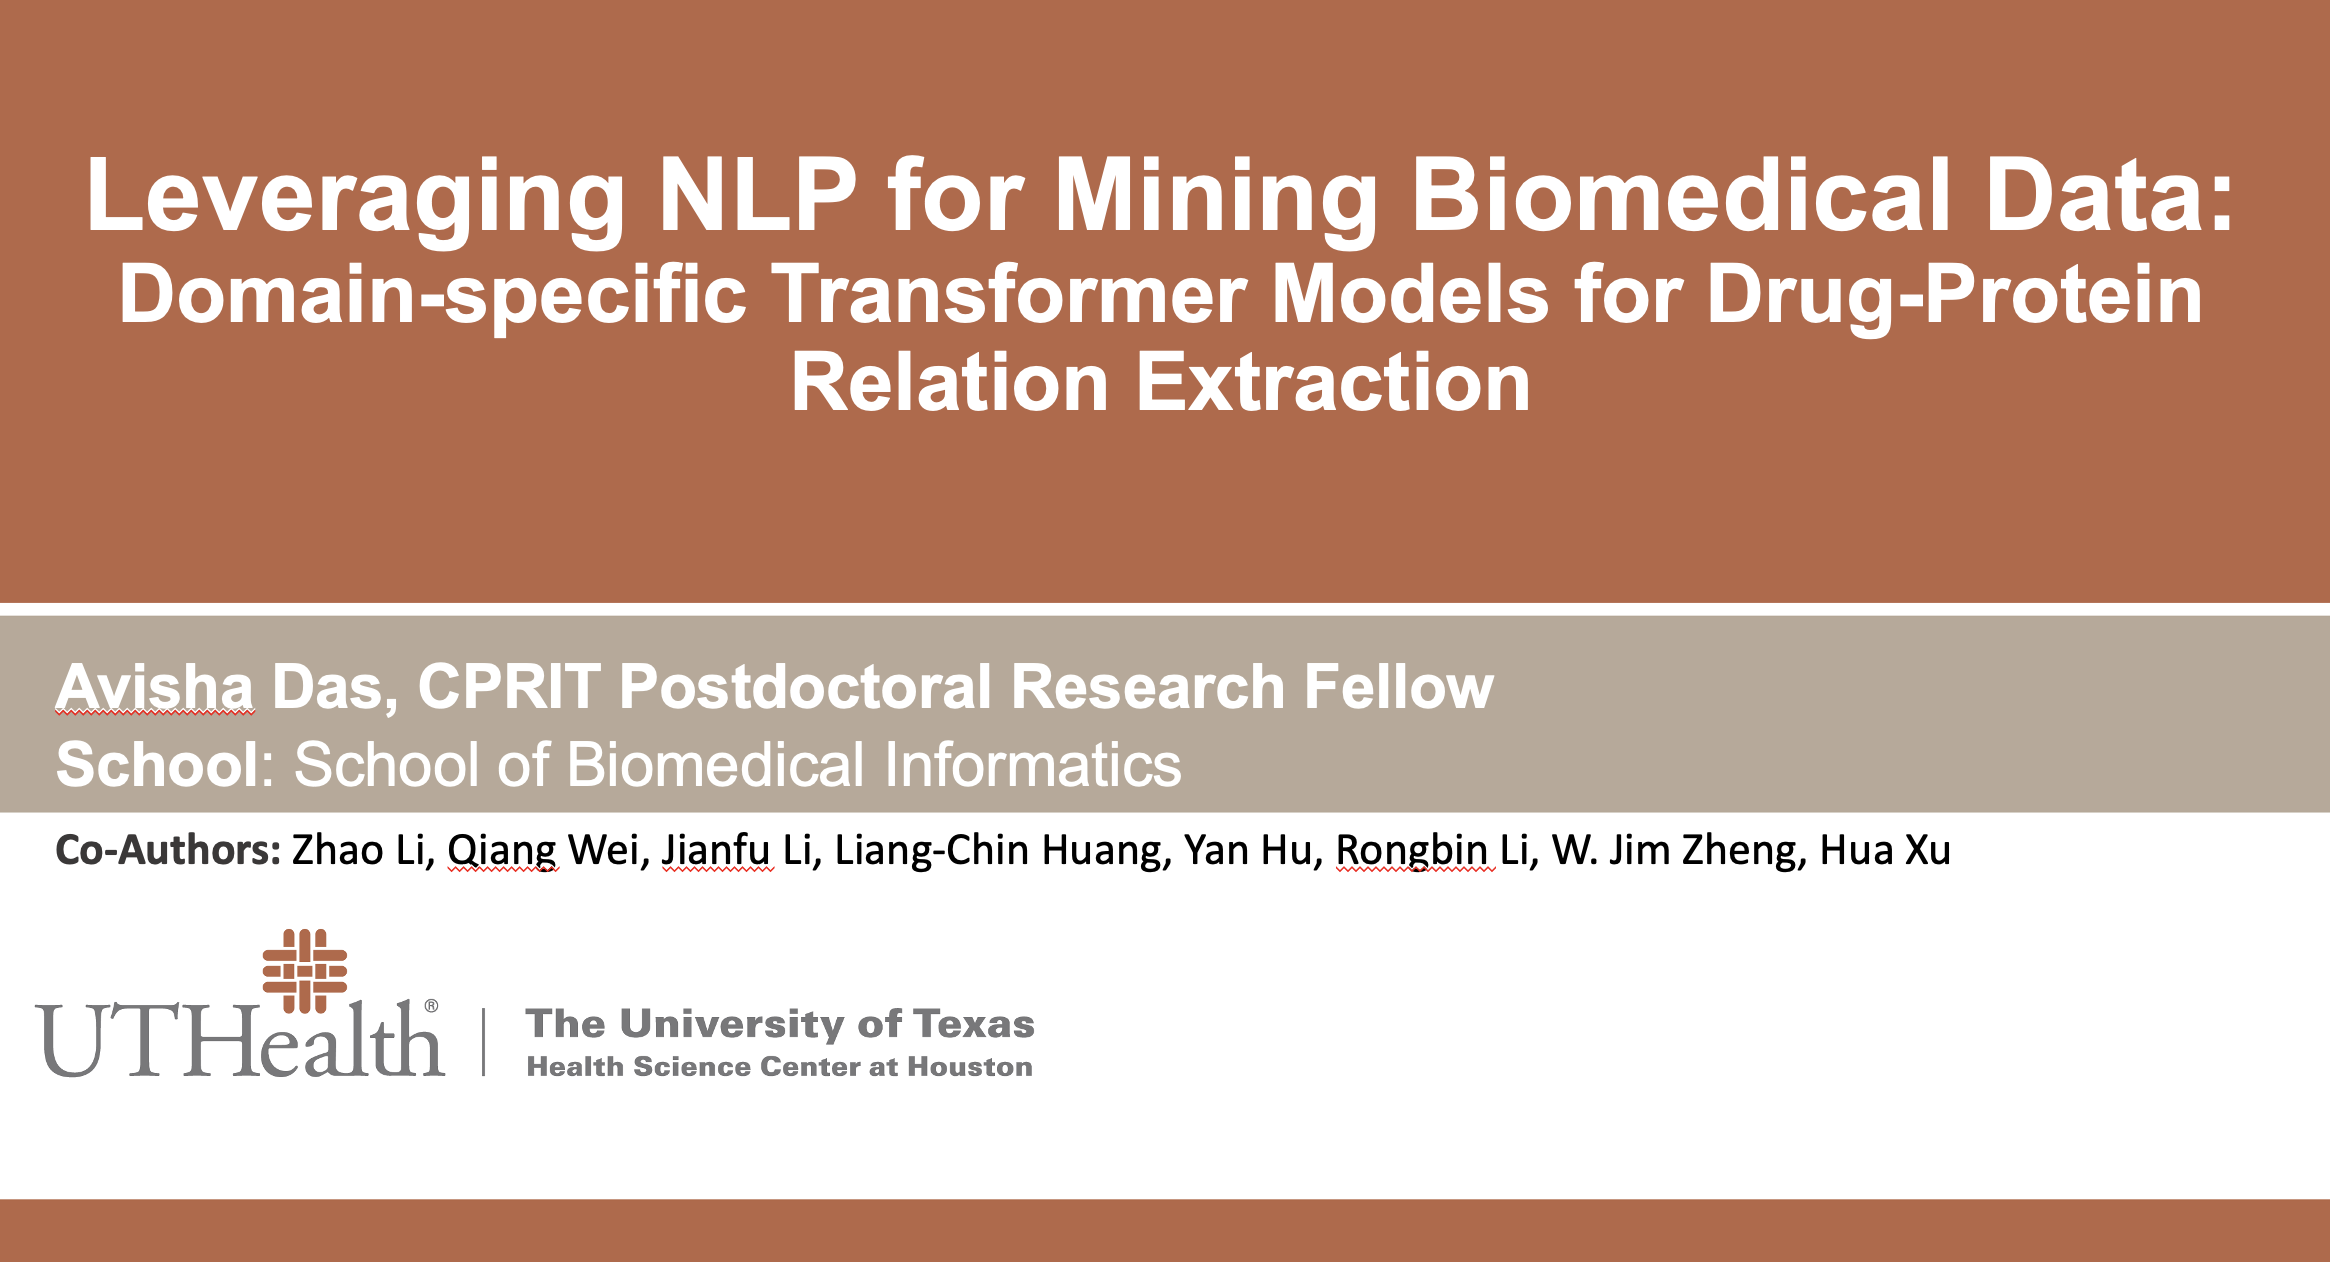 Leveraging NLP for Mining Biomedical Data:
Domain-specific Transformer Models for Drug-Protein
Relation Extraction
Avisha Das, CPRIT Postdoctoral Research Fellow
School: School of Biomedical Informatics
Co-Authors: Zhao Li, Qiang Wei, Jianfu Li, Liang-Chin Huang, Yan Hu, Rongbin Li, W. Jim Zheng, Hua Xu
UTHealth®
The University of Texas
Health Science Center at Houston